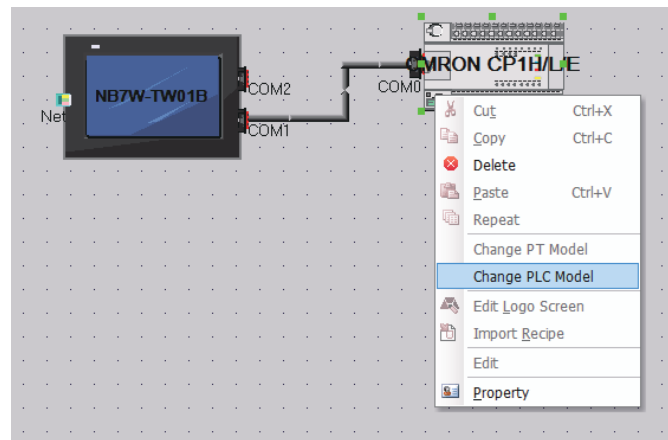 MRON CP1H/L/E
NB7W-TW01B
COM2
COM0
Net
COM1
Cut Ctrl+X
Copy Ctrl+C
Delete
Paste Ctrl+V
Repeat
Change PT Model
Change PLC Model
Edit Logo Screen
Import Recipe
Edit
Property